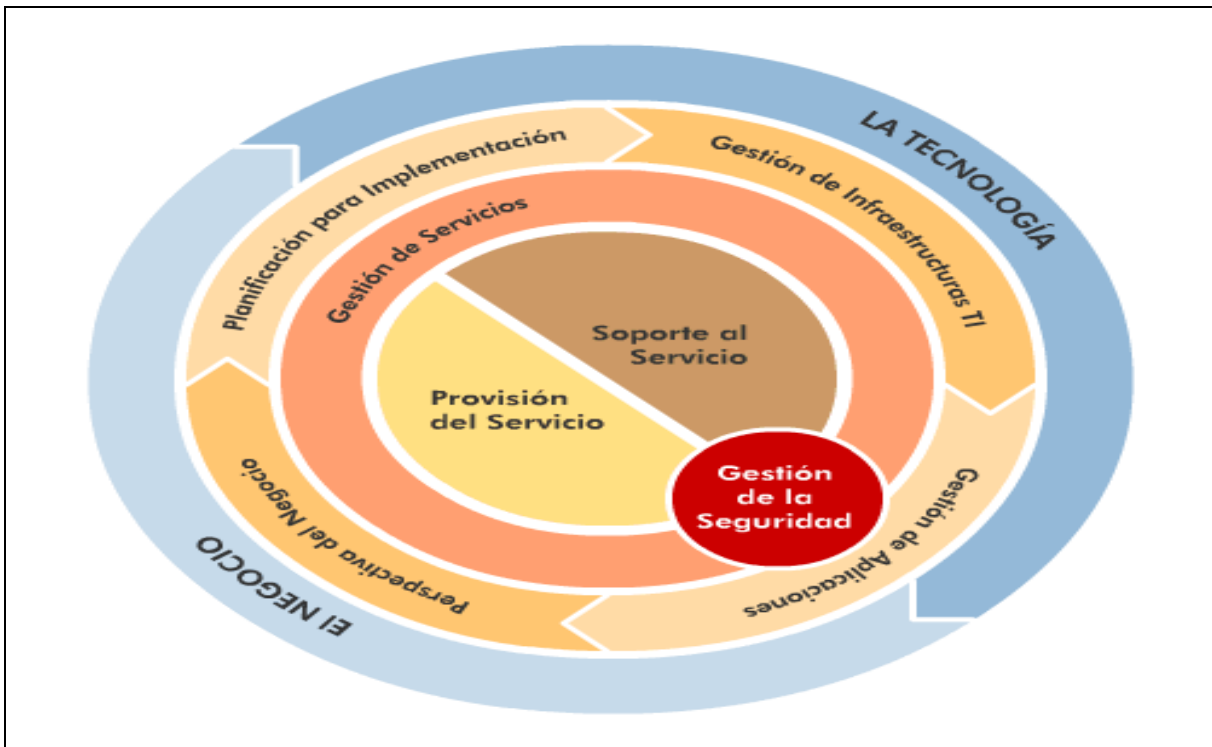 LA TECNOLOGÍA
Planificación para Implementación
Gestión de Infraestructuras TI
Gestión de Servicios
Soporte al
Servicio
Provisión
del Servicio
Gestión
de la
Seguridad
Gestión de Aplicaciones
Perspectiva del Negocio
El NEGOCIO